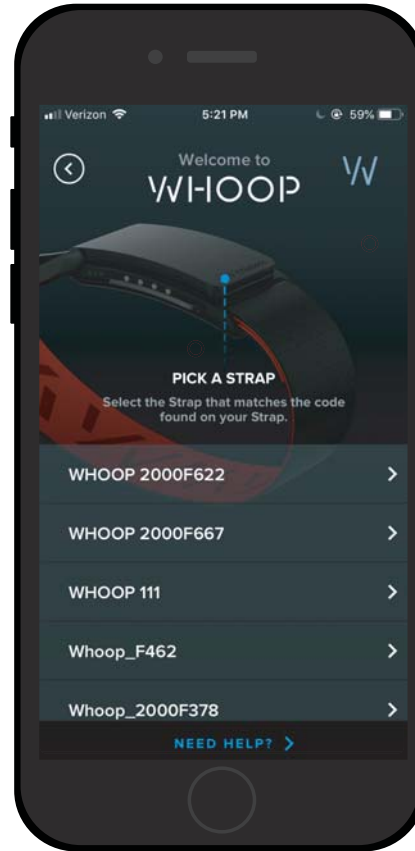 Verizon 5:21 PM 59%
Welcome to
WHOOP
PICK A STRAP
Select the Strap that matches the code
found on your Strap.
WHOOP 2000F622
WHOOP 2000F667
WHOOP 111
Whoop_F462
Whoop_2000F378
NEED HELP?